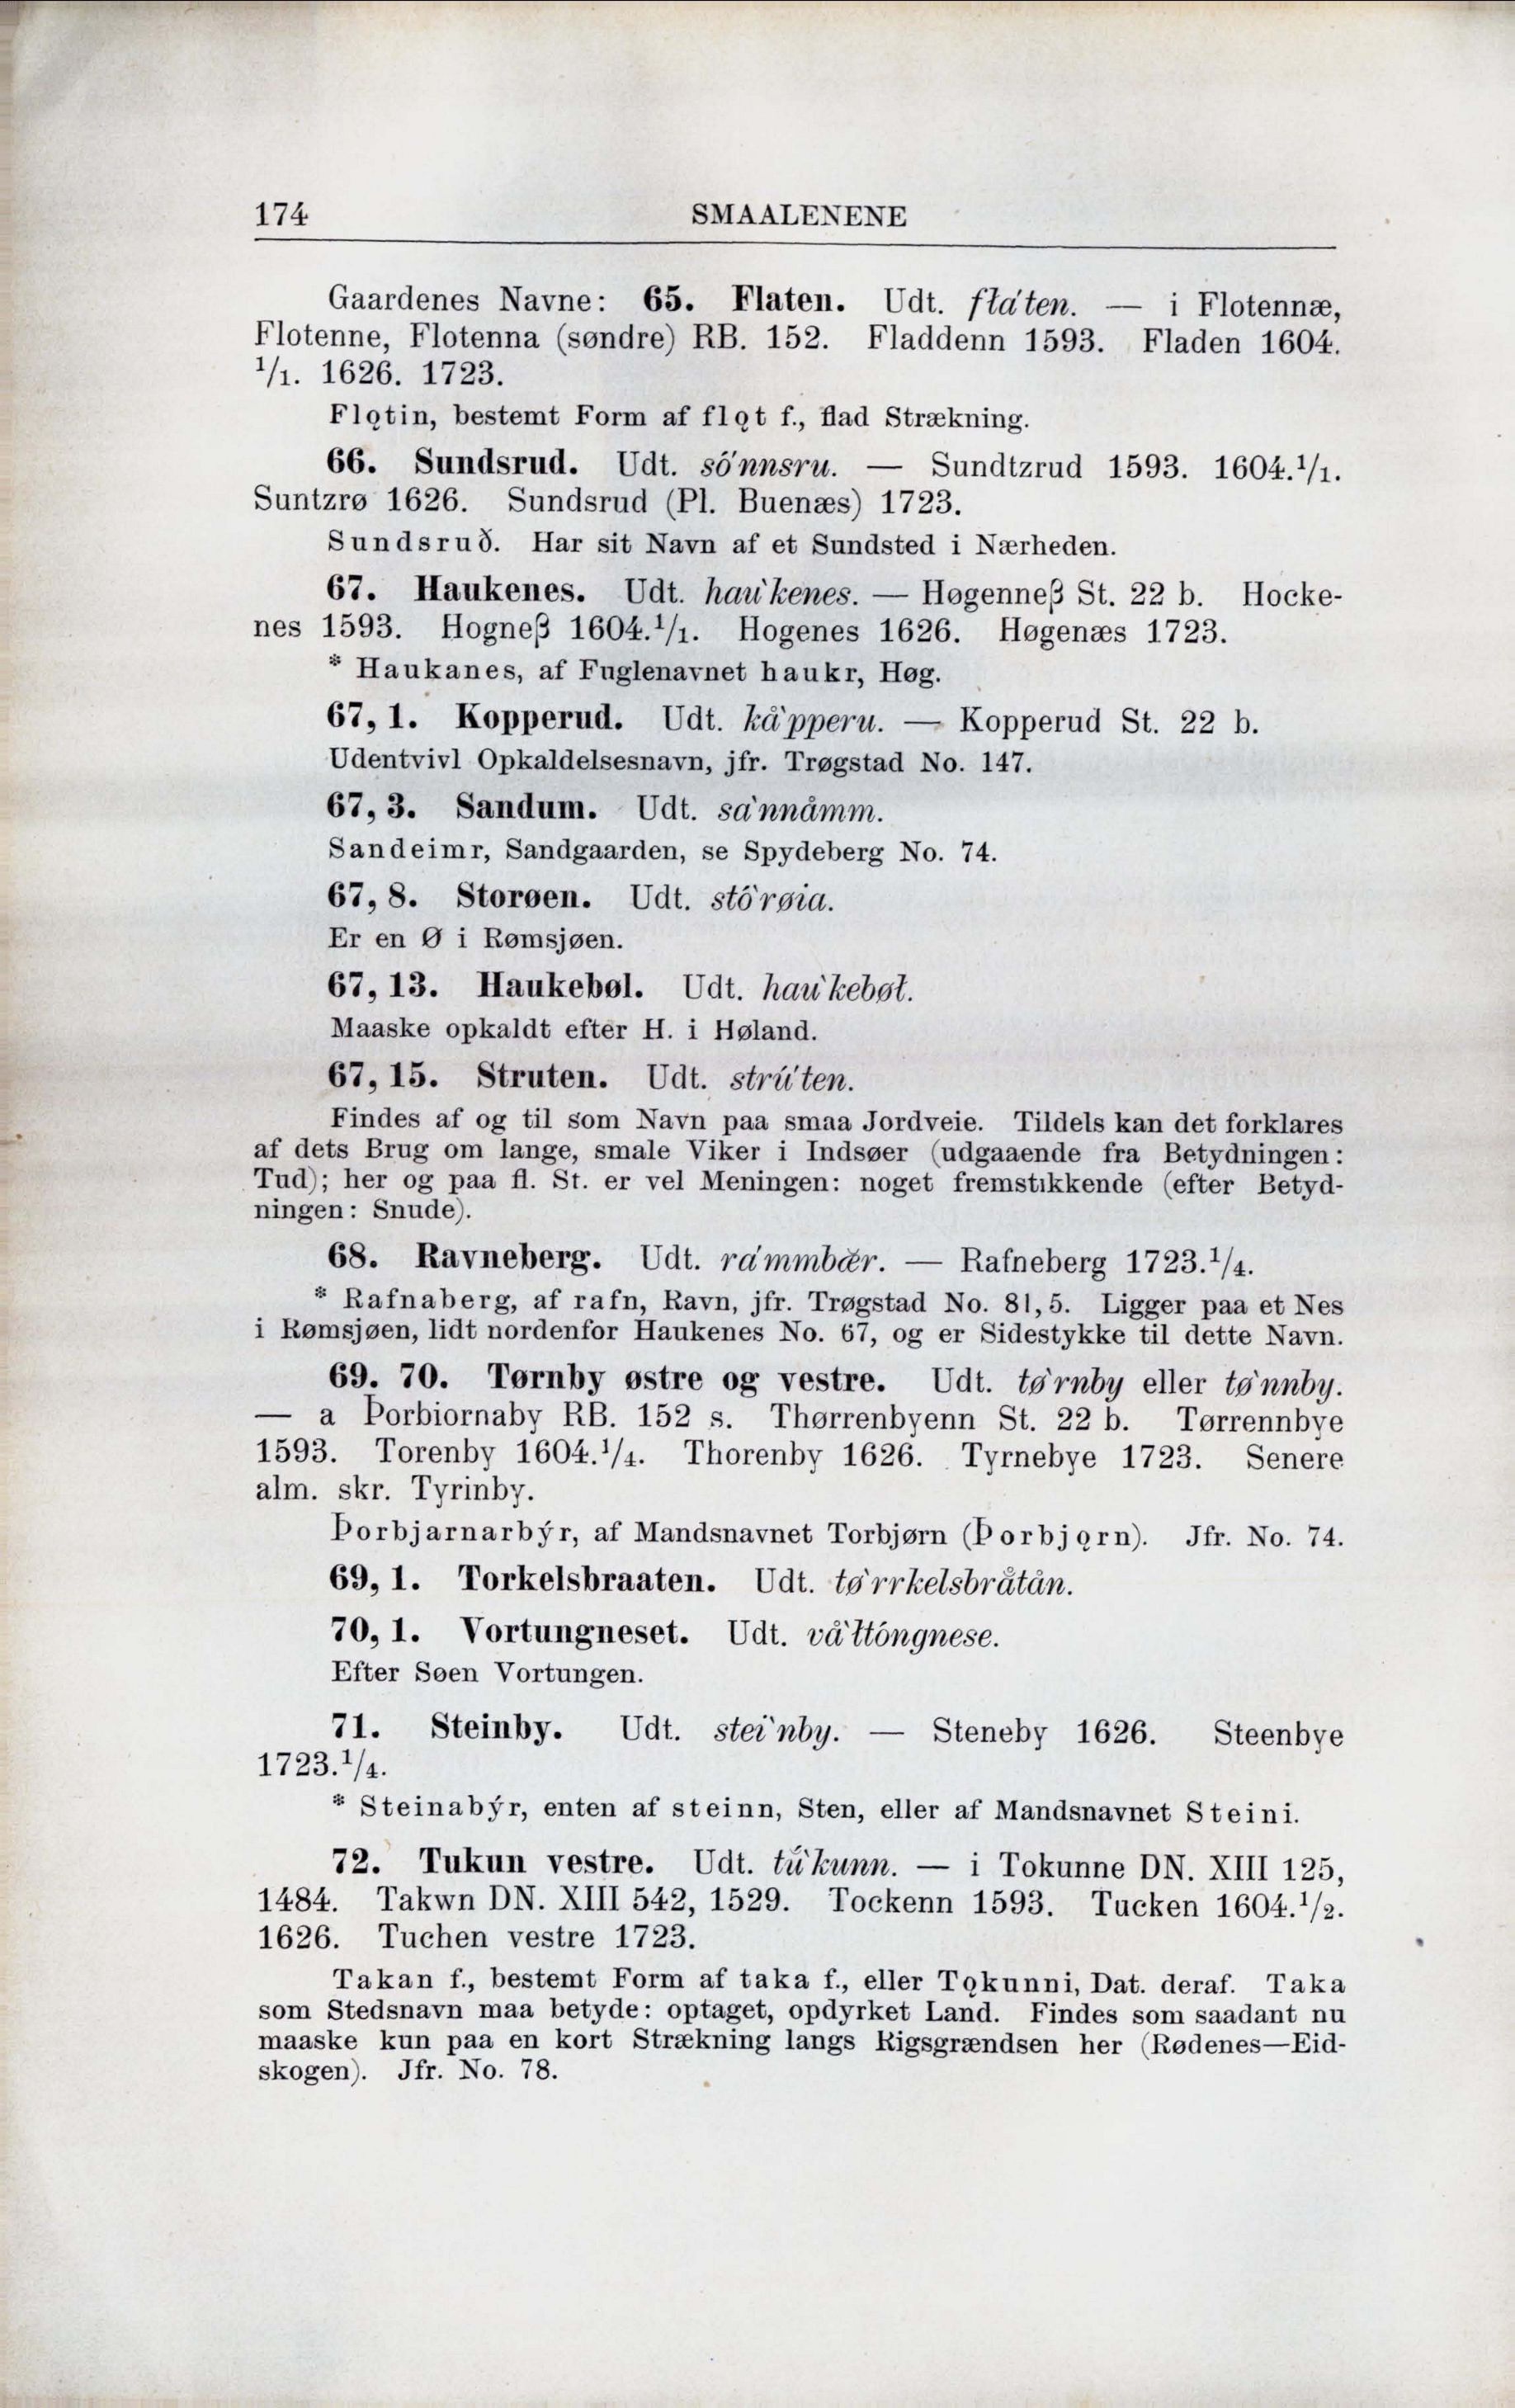 174 SMAALENENE
Gaardenes Navne: 65. Flaten. Udt. fła'ten. — i Flotennæ,
Flotenne, Flotenna (søndre) RB. 152. Fladdenn 1593. Fladen 1604.
1/1. 1626. 1723.
Flǫtin, bestemt Form af flǫt f., flad Strækning.
66. Sundsrud. Udt. sö'nnsru. — Sundtzrud 1593. 1604.1/1.
Suntzrø 1626. Sundsrud (Pl. Buenæs) 1723.
Sundsruð. Har sit Navn af et Sundsted i Nærheden.
67. Haukenes. Udt. hau`kenes. — Høgenneß St. 22 b. Hocke-
nes 1593. Hogneß 1604.1/1. Hogenes 1626. Høgenæs 1723.
* Haukanes, af Fuglenavnet haukr, Høg.
67, 1. Kopperud. Udt. kå`pperu. — Kopperud St. 22 b.
Udentvivl Opkaldelsesnavn, jfr. Trøgstad No. 147.
67, 3. Sandum. Udt. sa`nnåmm.
Sandeimr, Sandgaarden, se Spydeberg No. 74.
67, 8. Storøen. Udt. stō`røia.
Er en Ø i Rømsjøen.
67, 13. Haukebøl. Udt. hau`kebøł.
Maaske opkaldt efter H. i Høland.
67, 15. Struten. Udt. strū'ten.
Findes af og til som Navn paa smaa Jordveie. Tildels kan det forklares
af dets Brug om lange, smale Viker i Indsøer (udgaaende fra Betydningen:
Tud); her og paa fl. St. er vel Meningen: noget fremstikkende (efter Betyd-
ningen: Snude).
68. Ravneberg. Udt. ra'mmbær. — Rafneberg 1723.1/4.
* Rafnaberg, af rafn, Ravn, jfr. Trøgstad No. 81, 5. Ligger paa et Nes
i Rømsjøen, lidt nordenfor Haukenes No. 67, og er Sidestykke til dette Navn.
69. 70. Tørnby østre og vestre. Udt. tø`rnby eller tø`nnby.
— a Þorbiornaby RB. 152 s. Thørrenbyenn St. 22 b. Tørrennbye
1593. Torenby 1604.1/4. Thorenby 1626. Tyrnebye 1723. Senere
alm. skr. Tyrinby.
Þorbjarnarbýr, af Mandsnavnet Torbjørn (Þorbjǫrn). Jfr. No. 74.
69, 1. Torkelsbraaten. Udt. tø`rrkelsbråtån.
70, 1. Vortungneset. Udt. vå`łtöngnese.
Efter Søen Vortungen.
71. Steinby. Udt. stei`nby. — Steneby 1626. Steenbye
1723.1/4.
* Steinabýr, enten af steinn, Sten, eller af Mandsnavnet Steini.
72. Tukun vestre. Udt. tū`kunn. — i Tokunne DN. XIII 125,
1484. Takwn DN. XIII 542, 1529. Tockenn 1593. Tucken 1604.1/2.
1626. Tuchen vestre 1723.
Takan f., bestemt Form af taka f., eller Tǫkunni, Dat. deraf. Taka
som Stedsnavn maa betyde: optaget, opdyrket Land. Findes som saadant nu
maaske kun paa en kort Strækning langs Rigsgrændsen her (Rødenes—Eid-
skogen). Jfr. No. 78.